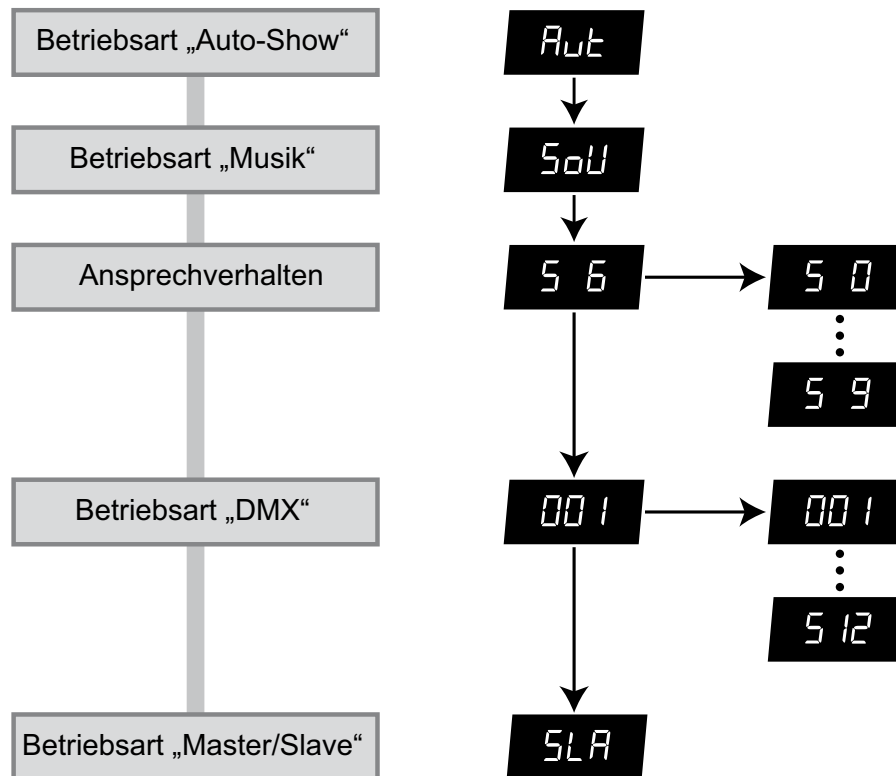 Betriebsart „Auto-Show“
Aut
Betriebsart „Musik“
SoU
Ansprechverhalten
S 6
S 0
S 9
Betriebsart „DMX“
001
001
512
Betriebsart „Master/Slave“
SLA